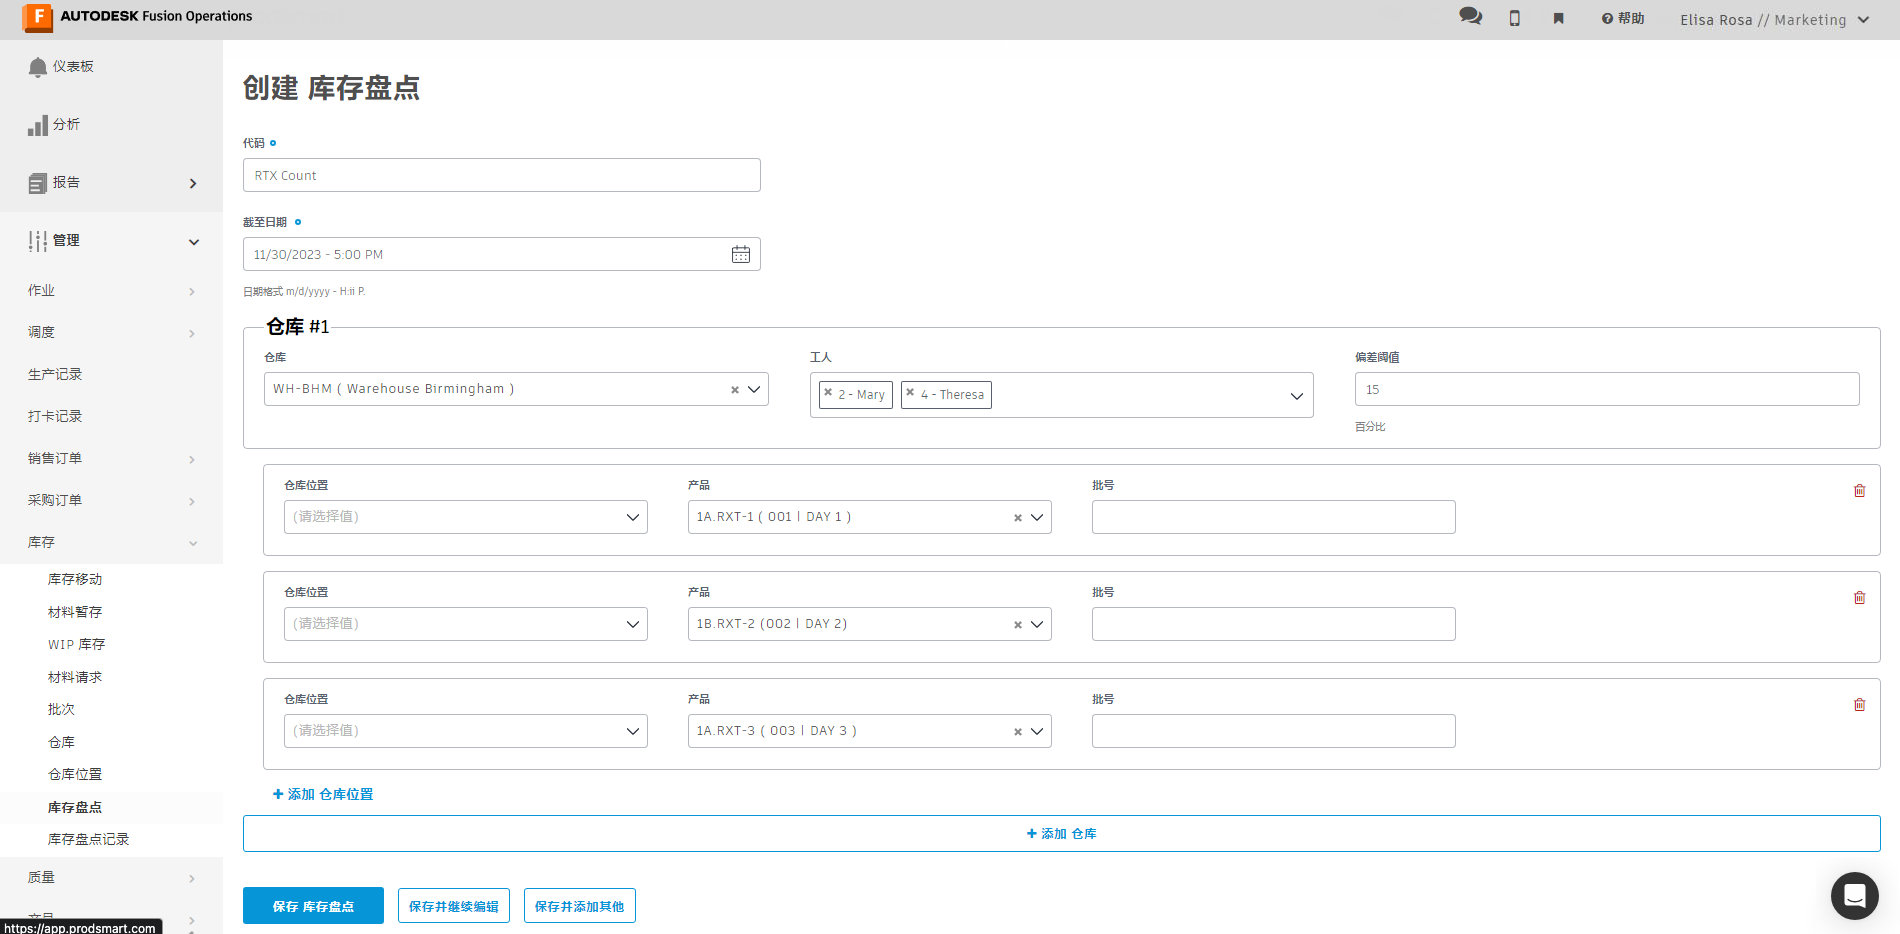 F AUTODESK Fusion Operations
帮助
Elisa Rosa // Marketing
仪表板
分析
报告
管理
作业
调度
生产记录
打卡记录
销售订单
采购订单
库存
库存移动
材料暂存
WIP 库存
材料请求
批次
仓库
仓库位置
库存盘点
库存盘点记录
质量
https://app.prodsmart.com
创建 库存盘点
代码
RTX Count
截至日期
11/30/2023 - 5:00 PM
日期格式 m/d/yyyy - H:ii P.
仓库 #1
仓库 工人 偏差阈值
WH-BHM ( Warehouse Birmingham ) 2 - Mary 4 - Theresa 15
百分比
仓库位置 产品 批号
(请选择值) 1A.RXT-1 ( 001 | DAY 1 )
仓库位置 产品 批号
(请选择值) 1B.RXT-2 (002 | DAY 2)
仓库位置 产品 批号
(请选择值) 1A.RXT-3 ( 003 | DAY 3 )
+ 添加 仓库位置
+ 添加 仓库
保存 库存盘点 保存并继续编辑 保存并添加其他